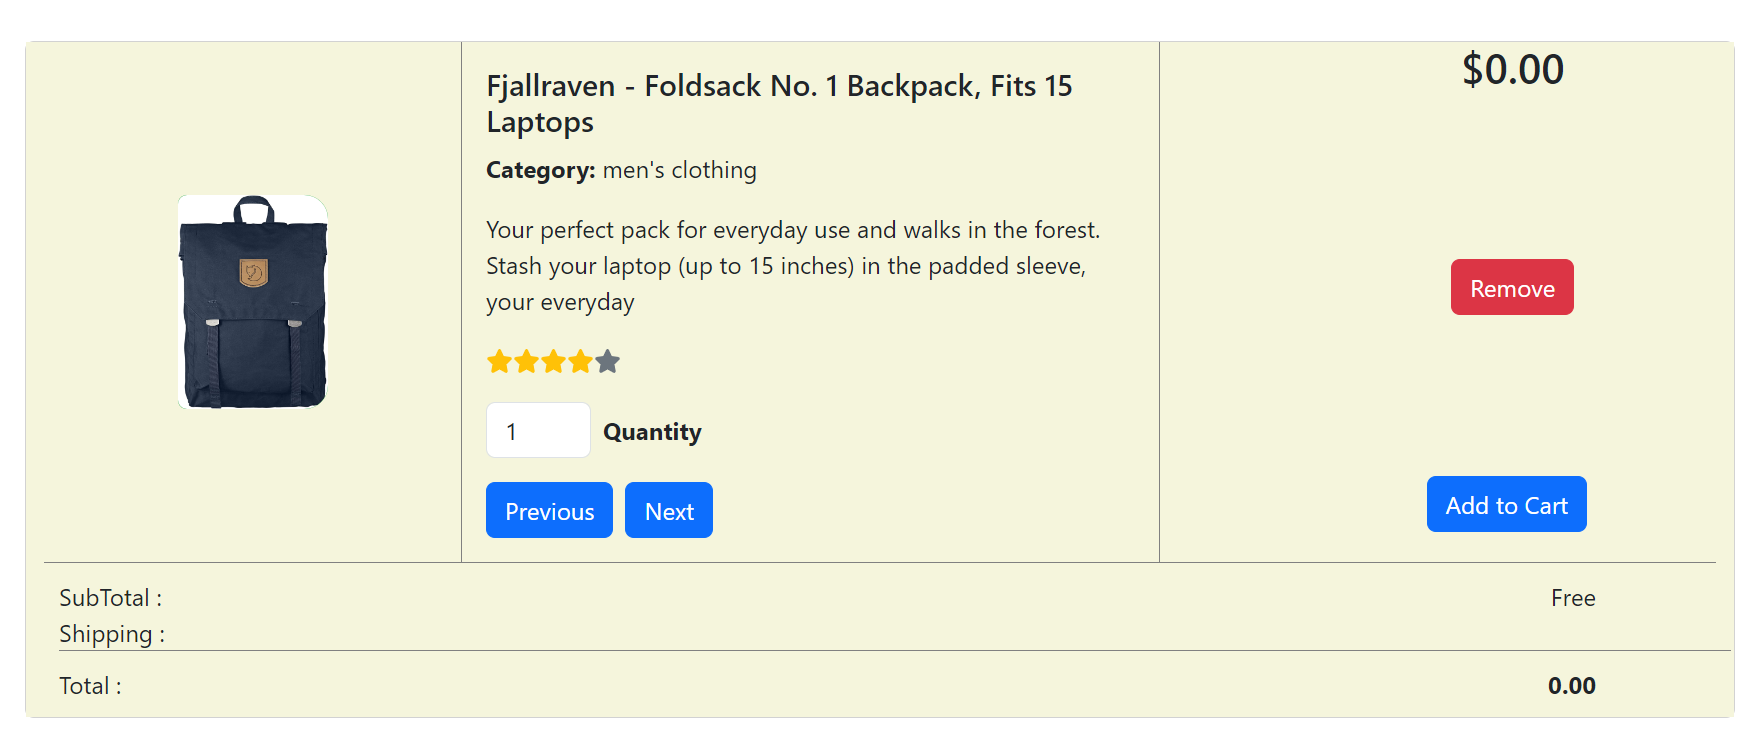 $0.00
Fjallraven - Foldsack No. 1 Backpack, Fits 15
Laptops
Category: men's clothing
Your perfect pack for everyday use and walks in the forest.
Stash your laptop (up to 15 inches) in the padded sleeve,
your everyday
Remove
1 Quantity
Previous Next
Add to Cart
SubTotal : Free
Shipping :
Total : 0.00